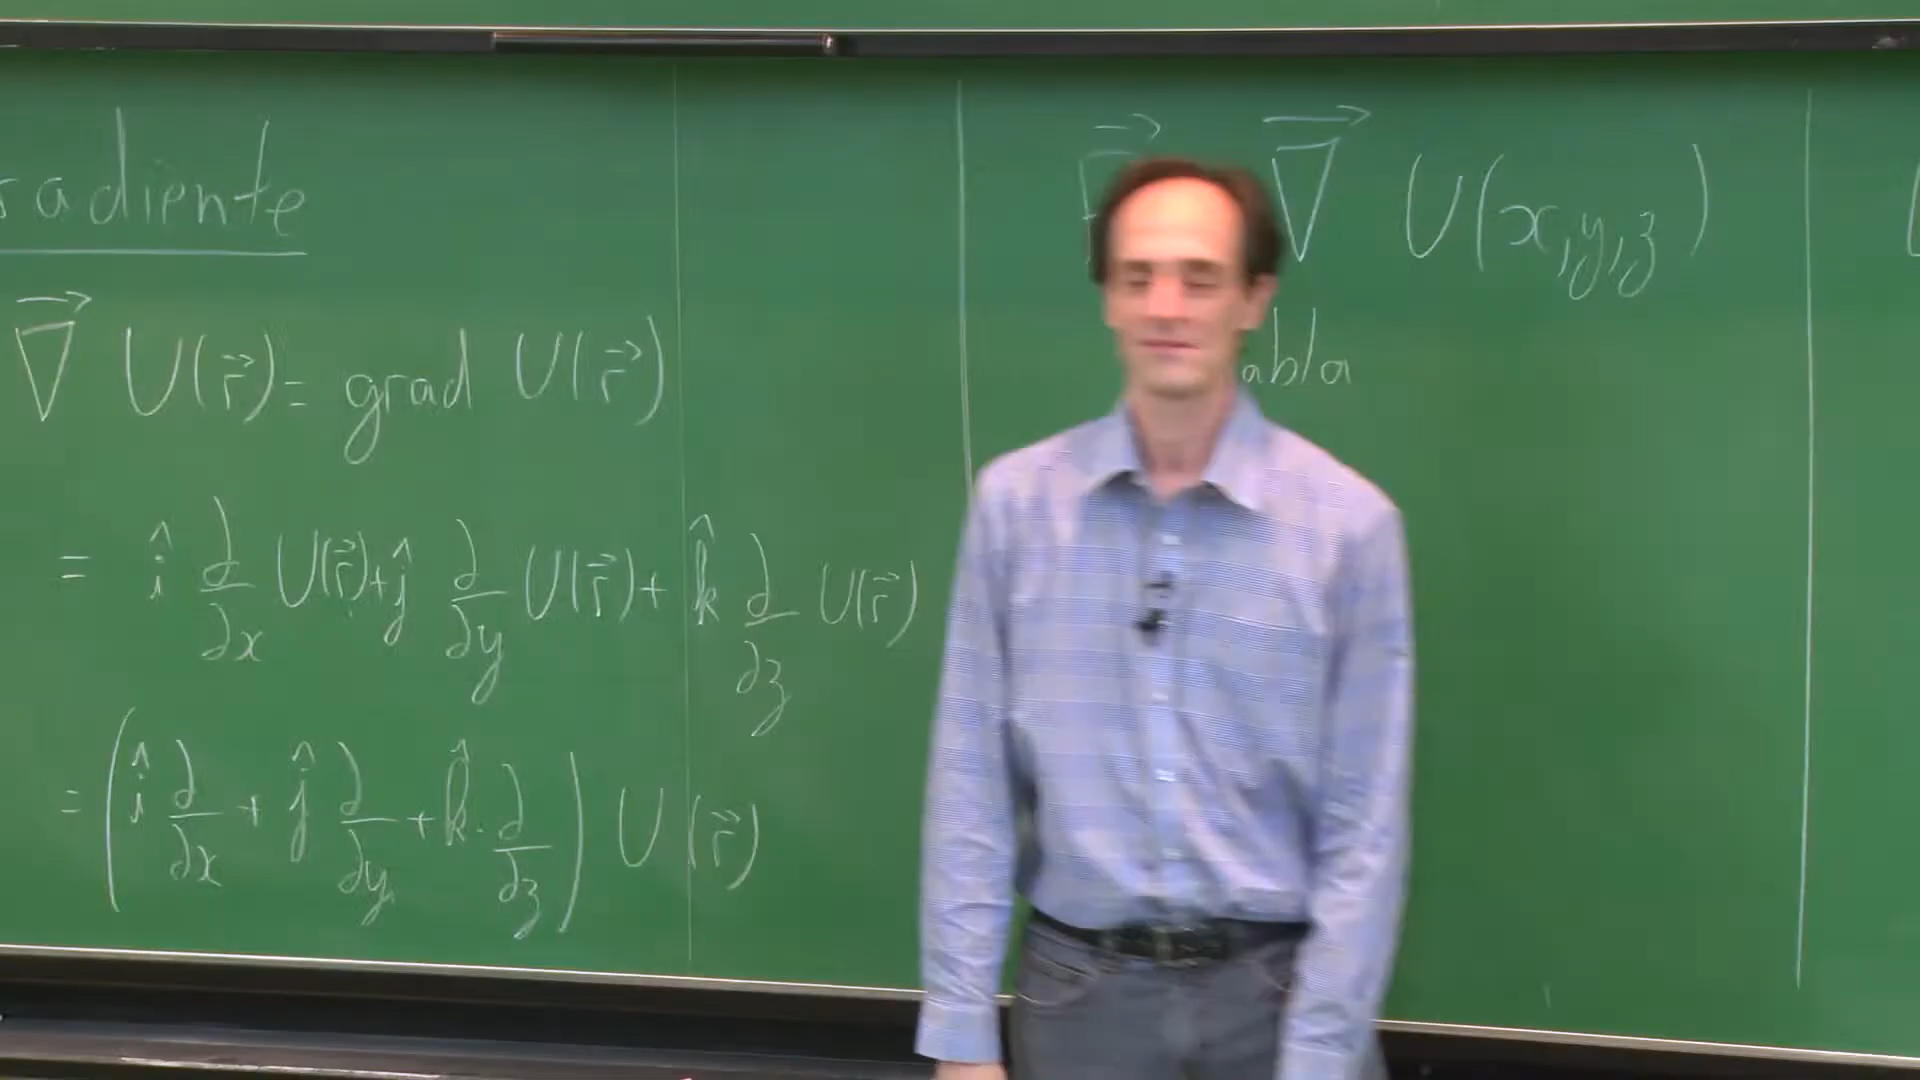 radiente
∇⃗ U(r⃗) = grad U(r⃗)
= î ∂/∂x U(r⃗) + ĵ ∂/∂y U(r⃗) + k̂ ∂/∂z U(r⃗)
= (î ∂/∂x + ĵ ∂/∂y + k̂ · ∂/∂z) U(r⃗)
∇⃗ U(x,y,z)
abla